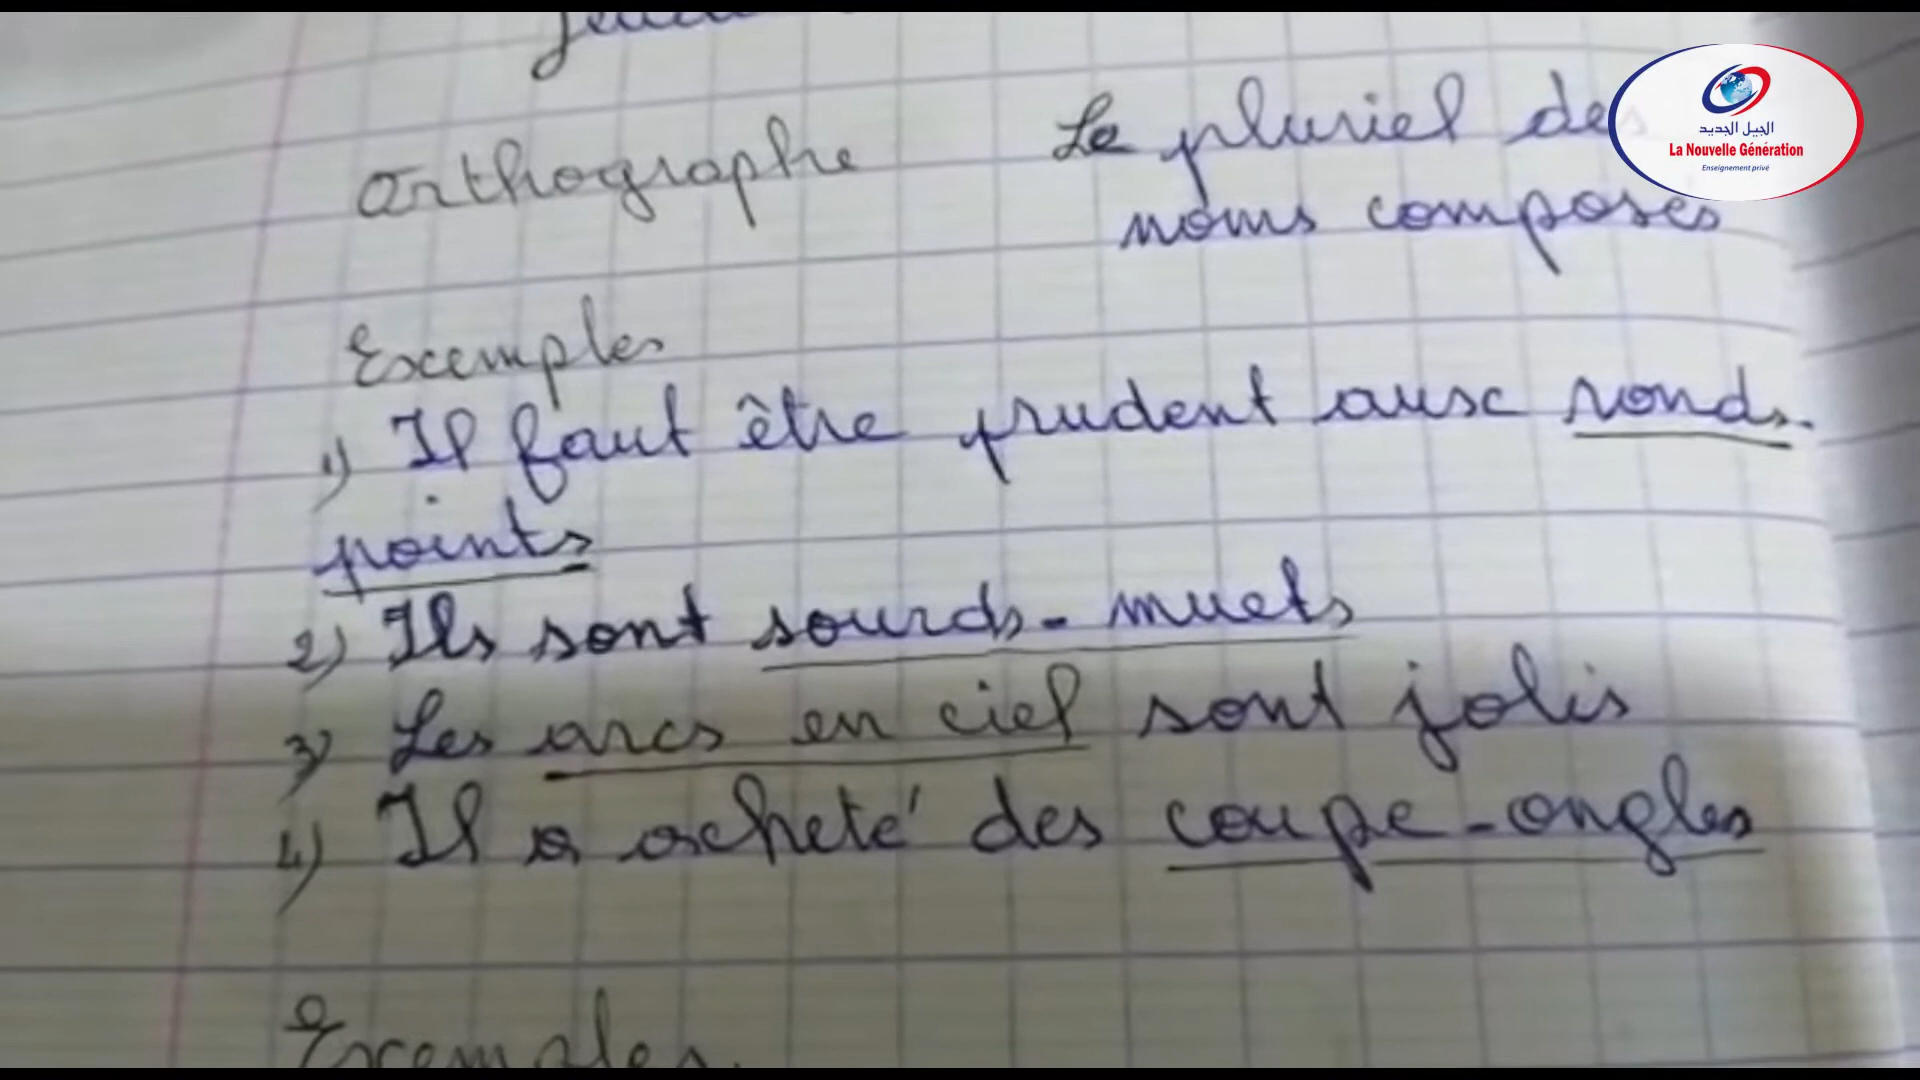 Orthographe Le pluriel des
noms composés
الجيل الجديد
La Nouvelle Génération
Enseignement privé
Exemples
1) Il faut être prudent aux ronds-
points
2) Ils sont sourds-muets
3) Les arcs en ciel sont jolis
4) Il a acheté des coupe-ongles
Exemples